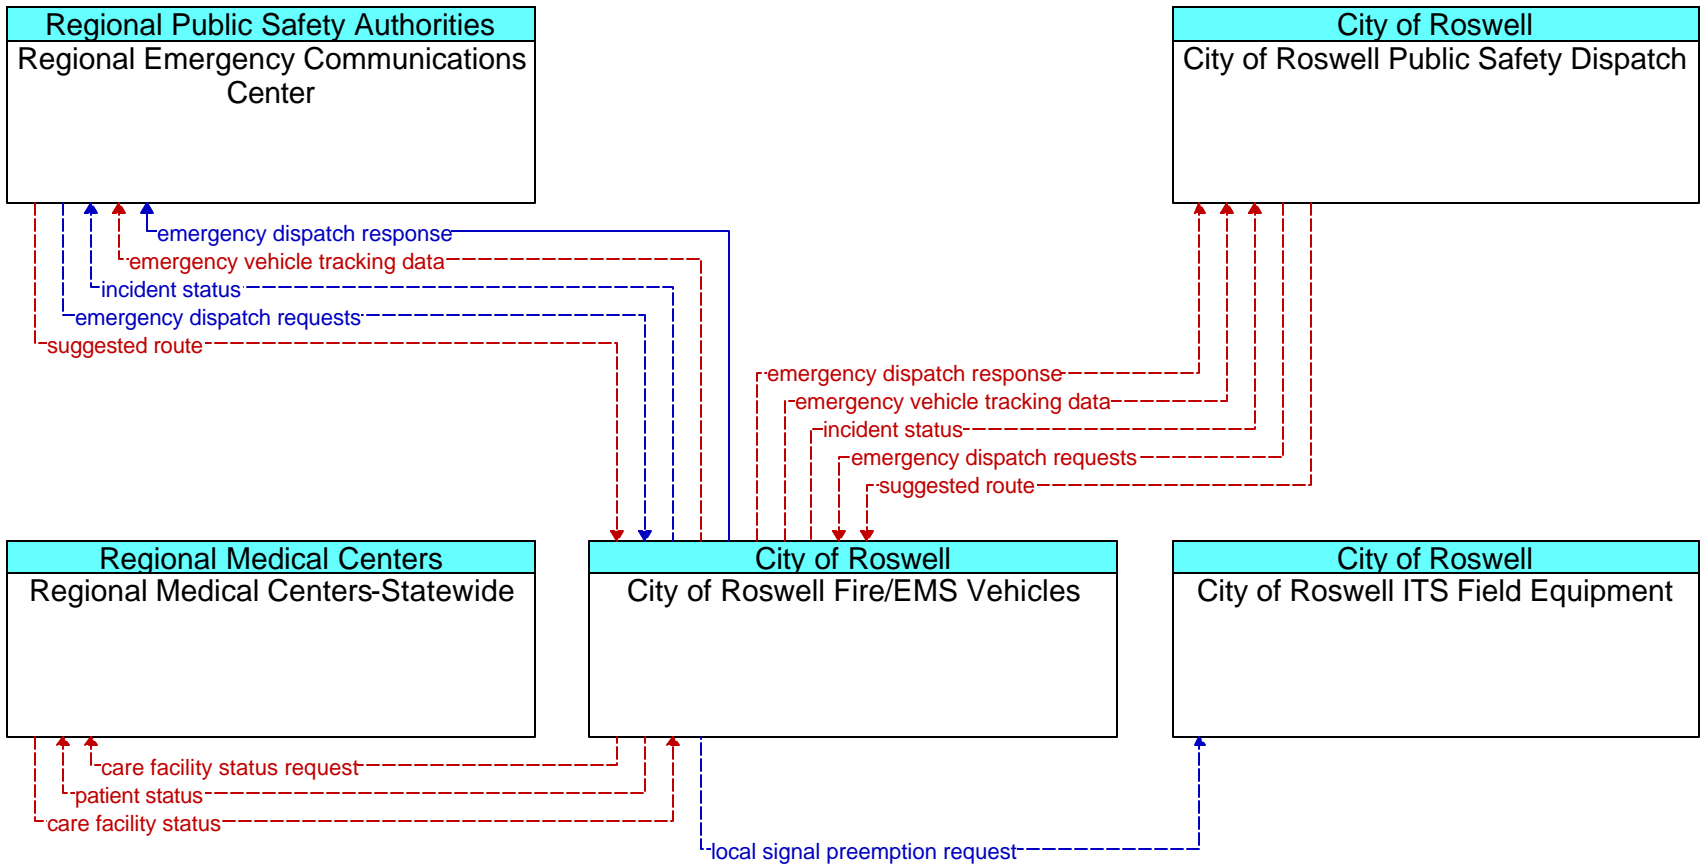 Regional Public Safety Authorities
Regional Emergency Communications
Center
City of Roswell
City of Roswell Public Safety Dispatch
emergency dispatch response
emergency vehicle tracking data
incident status
emergency dispatch requests
suggested route
emergency dispatch response
emergency vehicle tracking data
incident status
emergency dispatch requests
suggested route
Regional Medical Centers
Regional Medical Centers-Statewide
City of Roswell
City of Roswell Fire/EMS Vehicles
City of Roswell
City of Roswell ITS Field Equipment
care facility status request
patient status
care facility status
local signal preemption request